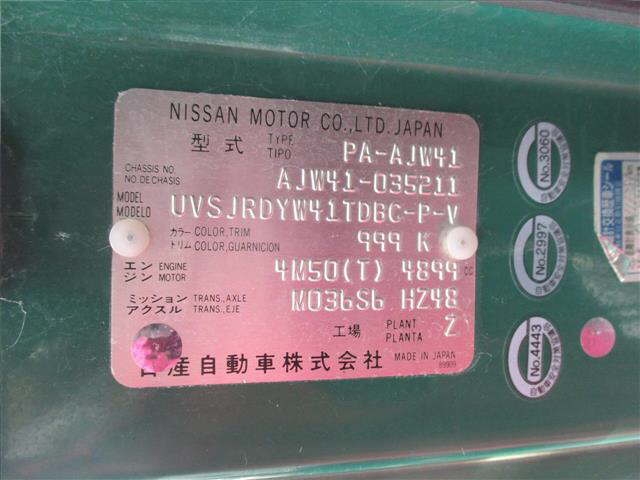 NISSAN MOTOR CO.,LTD. JAPAN
型式 TYPE TIPO PA-AJW41
CHASSIS NO. NO.DE CHASIS AJW41-035211
MODEL MODELO UVSJRDYW41TDBC-P-V
カラー COLOR,TRIM トリム COLOR,GUARNICION 999 K
エンジン ENGINE MOTOR 4M50(T) 4899 CC
ミッション TRANS.,AXLE アクスル TRANS.,EJE M036S6 HZ48
工場 PLANT PLANTA Z
日産自動車株式会社 MADE IN JAPAN
89909
No.3060
No.2997
No.4443